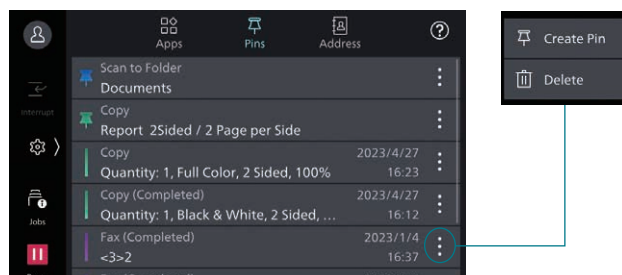 Apps
Pins
Address
Scan to Folder
Documents
Copy
Report 2Sided / 2 Page per Side
Copy 2023/4/27
Quantity: 1, Full Color, 2 Sided, 100% 16:23
Copy (Completed) 2023/4/27
Quantity: 1, Black & White, 2 Sided, ... 16:12
Fax (Completed) 2023/1/4
<3>2 16:37
Interrupt
Jobs
Create Pin
Delete